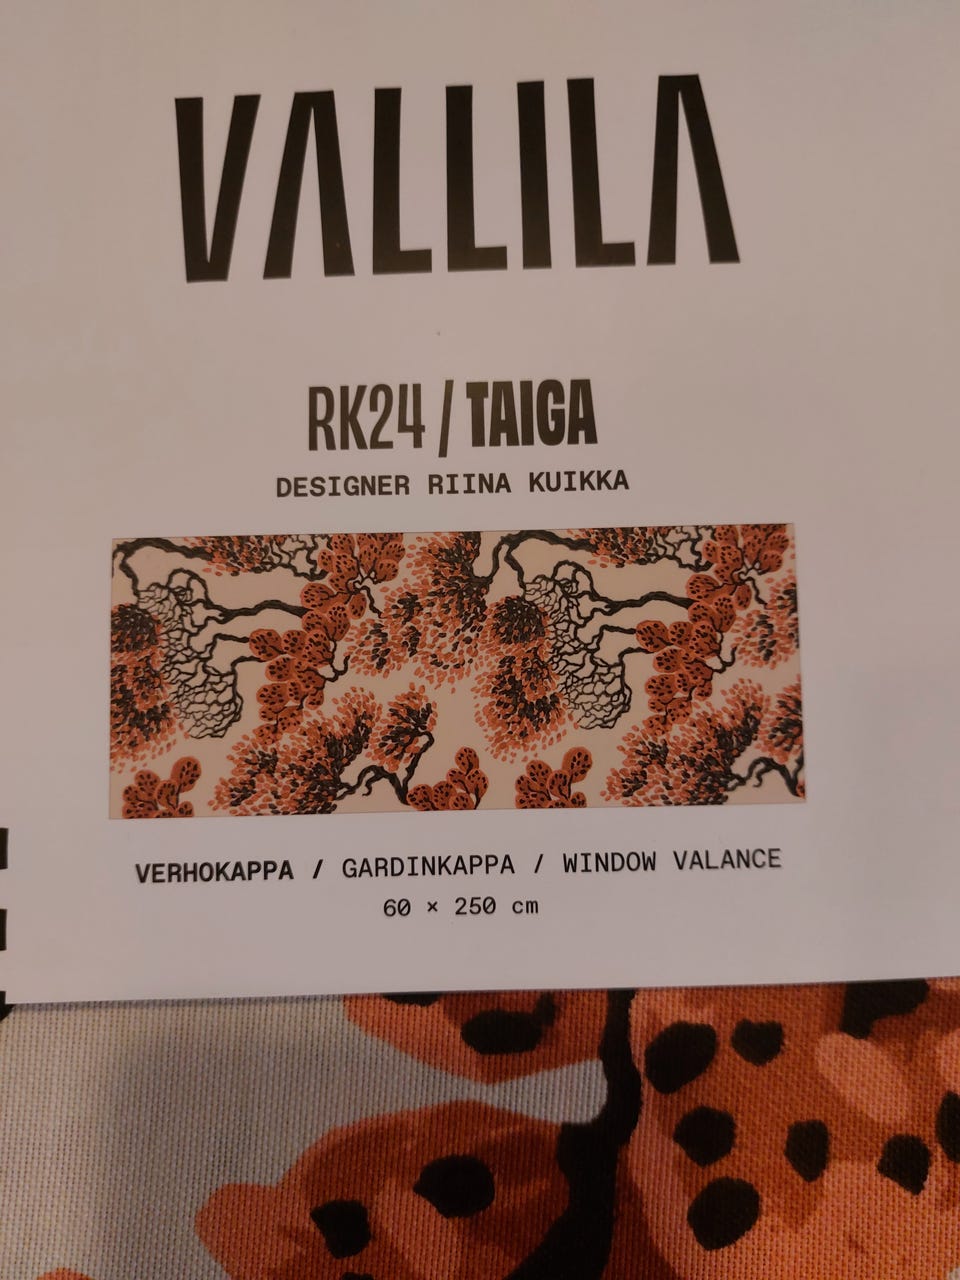 VALLILA
RK24 / TAIGA
DESIGNER RIINA KUIKKA
VERHOKAPPA / GARDINKAPPA / WINDOW VALANCE
60 × 250 cm